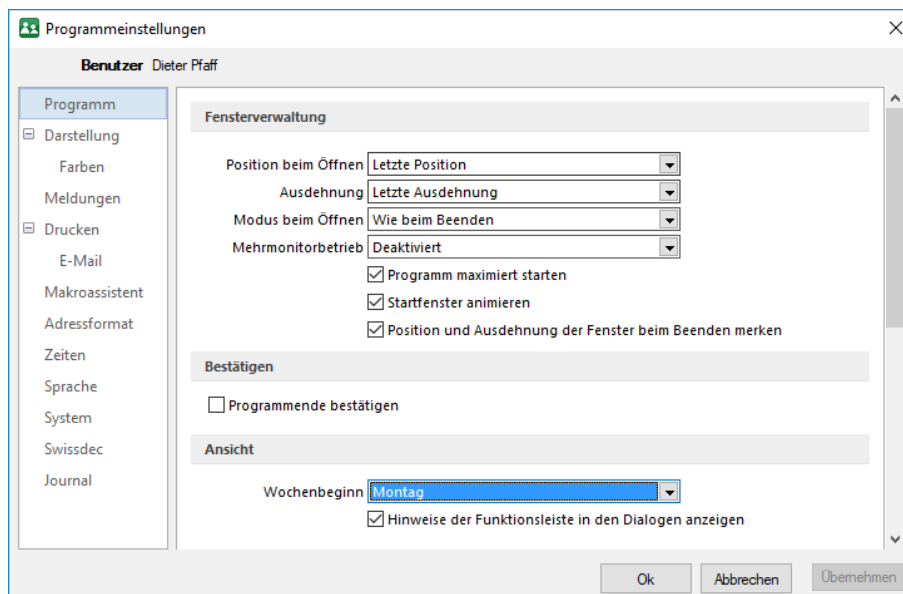 Programmeinstellungen
Benutzer Dieter Pfaff
Programm
Darstellung
Farben
Meldungen
Drucken
E-Mail
Makroassistent
Adressformat
Zeiten
Sprache
System
Swissdec
Journal
Fensterverwaltung
Position beim Öffnen Letzte Position
Ausdehnung Letzte Ausdehnung
Modus beim Öffnen Wie beim Beenden
Mehrmonitorbetrieb Deaktiviert
Programm maximiert starten
Startfenster animieren
Position und Ausdehnung der Fenster beim Beenden merken
Bestätigen
Programmende bestätigen
Ansicht
Wochenbeginn Montag
Hinweise der Funktionsleiste in den Dialogen anzeigen
Ok Abbrechen Übernehmen